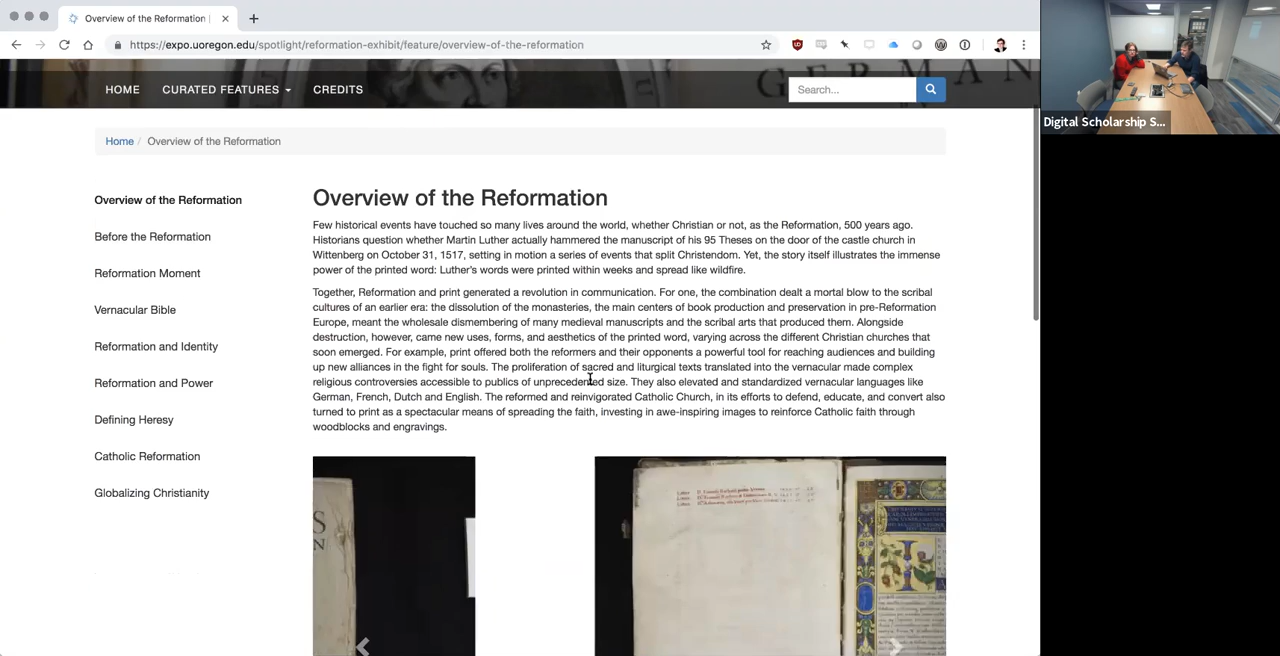 Overview of the Reformation |
https://expo.uoregon.edu/spotlight/reformation-exhibit/feature/overview-of-the-reformation
GERMAN
HOME
CURATED FEATURES
CREDITS
Search...
Home / Overview of the Reformation
Overview of the Reformation
Before the Reformation
Reformation Moment
Vernacular Bible
Reformation and Identity
Reformation and Power
Defining Heresy
Catholic Reformation
Globalizing Christianity
Overview of the Reformation
Few historical events have touched so many lives around the world, whether Christian or not, as the Reformation, 500 years ago.
Historians question whether Martin Luther actually hammered the manuscript of his 95 Theses on the door of the castle church in
Wittenberg on October 31, 1517, setting in motion a series of events that split Christendom. Yet, the story itself illustrates the immense
power of the printed word: Luther's words were printed within weeks and spread like wildfire.
Together, Reformation and print generated a revolution in communication. For one, the combination dealt a mortal blow to the scribal
cultures of an earlier era: the dissolution of the monasteries, the main centers of book production and preservation in pre-Reformation
Europe, meant the wholesale dismembering of many medieval manuscripts and the scribal arts that produced them. Alongside
destruction, however, came new uses, forms, and aesthetics of the printed word, varying across the different Christian churches that
soon emerged. For example, print offered both the reformers and their opponents a powerful tool for reaching audiences and building
up new alliances in the fight for souls. The proliferation of sacred and liturgical texts translated into the vernacular made complex
religious controversies accessible to publics of unprecedented size. They also elevated and standardized vernacular languages like
German, French, Dutch and English. The reformed and reinvigorated Catholic Church, in its efforts to defend, educate, and convert also
turned to print as a spectacular means of spreading the faith, investing in awe-inspiring images to reinforce Catholic faith through
woodblocks and engravings.
S
N
Digital Scholarship S...